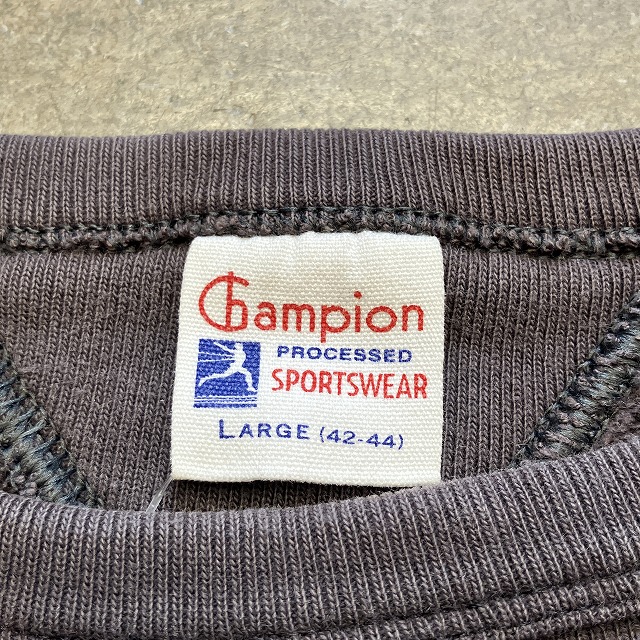 Champion
PROCESSED
SPORTSWEAR
LARGE (42-44)